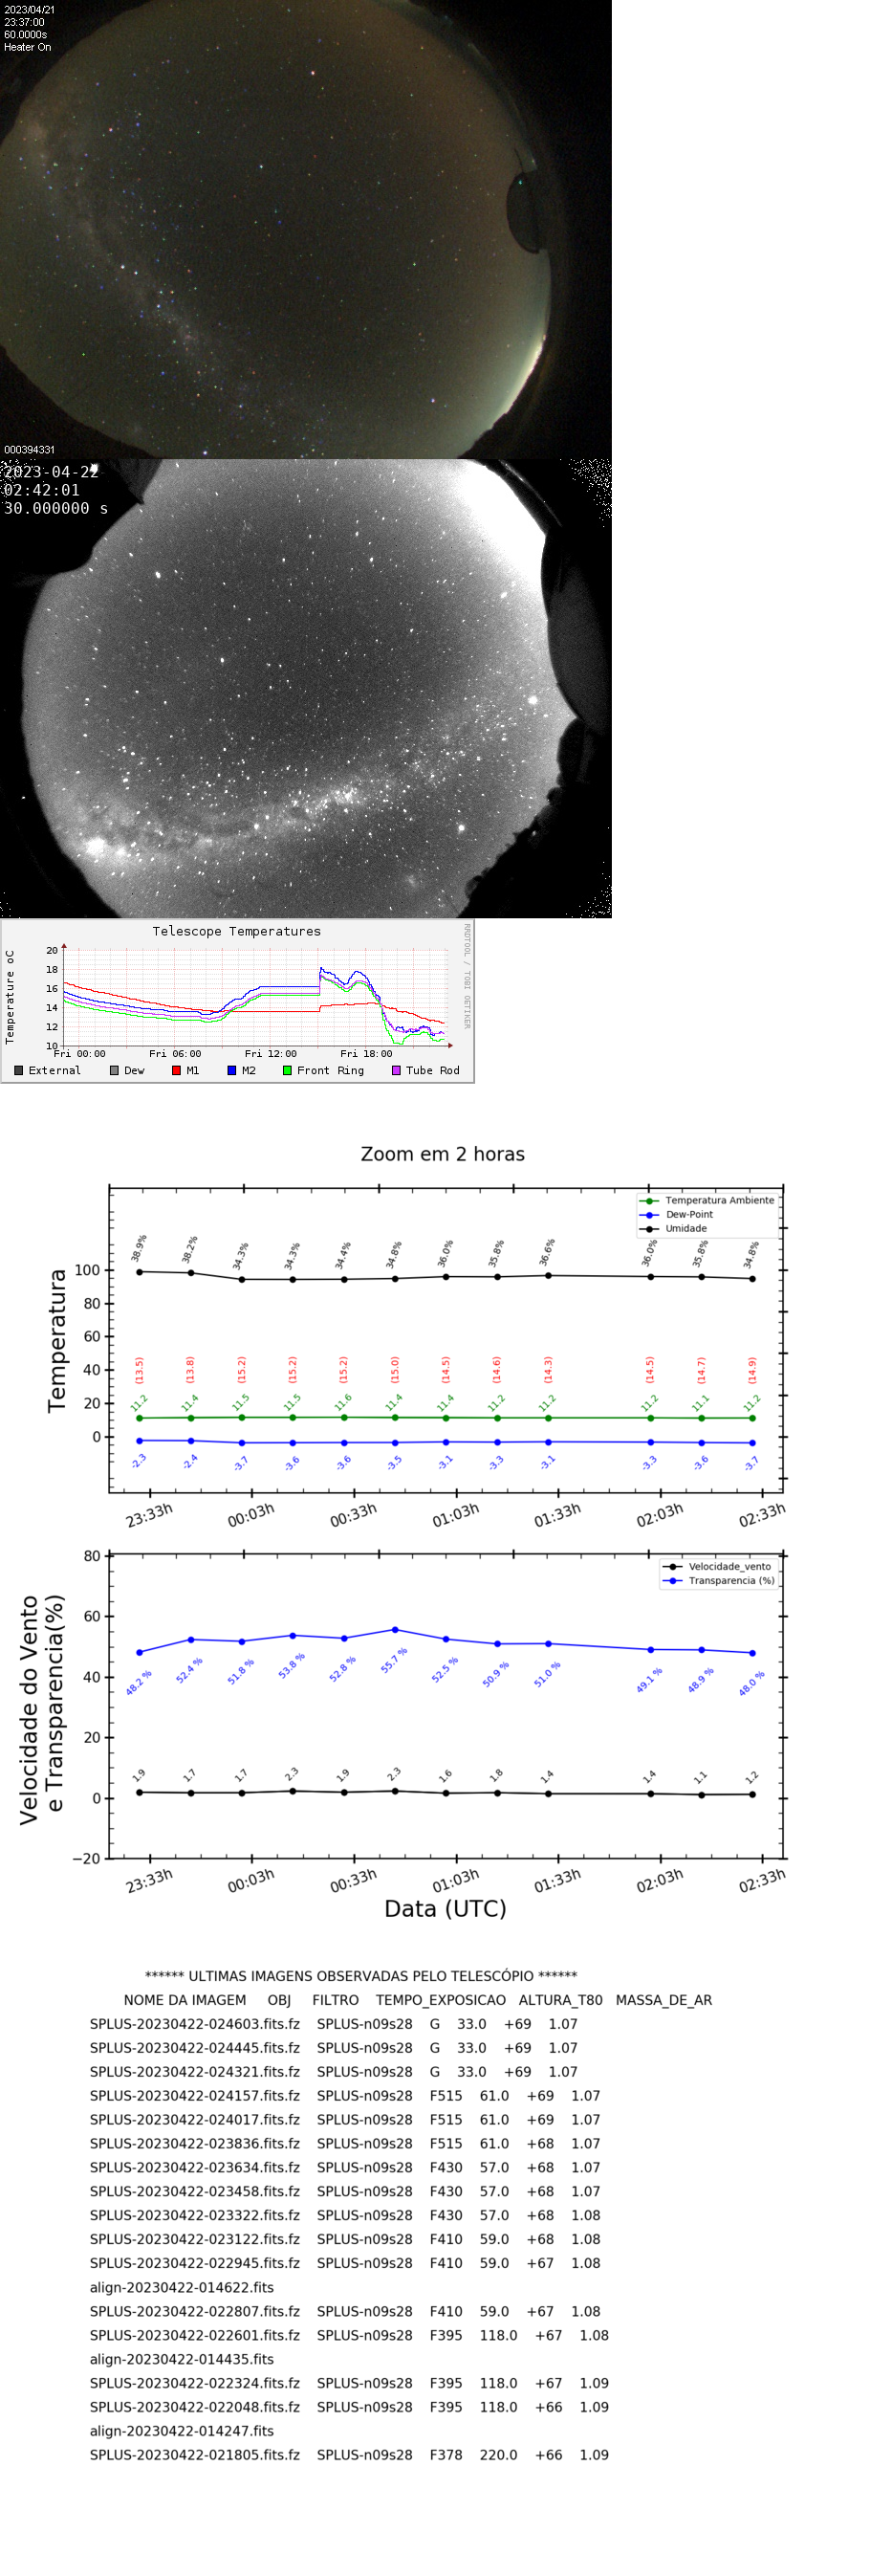 2023/04/21
23:37:00
60.0000s
Heater On
000394331
2023-04-22
02:42:01
30.000000 s
Telescope Temperatures
RRDTOOL / TOBI OETIKER
Temperature oC
20
18
16
14
12
10
Fri 00:00 Fri 06:00 Fri 12:00 Fri 18:00
External Dew M1 M2 Front Ring Tube Rod
Zoom em 2 horas
Temperatura Ambiente
Dew-Point
Umidade
Temperatura
100
80
60
40
20
0
38.9% 38.2% 34.3% 34.3% 34.4% 34.8% 36.0% 35.8% 36.6% 36.0% 35.8% 34.8%
(13.5) (13.8) (15.2) (15.2) (15.2) (15.0) (14.5) (14.6) (14.3) (14.5) (14.7) (14.9)
11.2 11.4 11.5 11.5 11.6 11.4 11.4 11.2 11.2 11.2 11.1 11.2
-2.3 -2.4 -3.7 -3.6 -3.6 -3.5 -3.1 -3.3 -3.1 -3.3 -3.6 -3.7
23:33h 00:03h 00:33h 01:03h 01:33h 02:03h 02:33h
Velocidade_vento
Transparencia (%)
Velocidade do Vento
e Transparencia(%)
80
60
40
20
0
−20
48.2 % 52.4 % 51.8 % 53.8 % 52.8 % 55.7 % 52.5 % 50.9 % 51.0 % 49.1 % 48.9 % 48.0 %
1.9 1.7 1.7 2.3 1.9 2.3 1.6 1.8 1.4 1.4 1.1 1.2
23:33h 00:03h 00:33h 01:03h 01:33h 02:03h 02:33h
Data (UTC)
****** ULTIMAS IMAGENS OBSERVADAS PELO TELESCÓPIO ******
NOME DA IMAGEM OBJ FILTRO TEMPO_EXPOSICAO ALTURA_T80 MASSA_DE_AR
SPLUS-20230422-024603.fits.fz SPLUS-n09s28 G 33.0 +69 1.07
SPLUS-20230422-024445.fits.fz SPLUS-n09s28 G 33.0 +69 1.07
SPLUS-20230422-024321.fits.fz SPLUS-n09s28 G 33.0 +69 1.07
SPLUS-20230422-024157.fits.fz SPLUS-n09s28 F515 61.0 +69 1.07
SPLUS-20230422-024017.fits.fz SPLUS-n09s28 F515 61.0 +69 1.07
SPLUS-20230422-023836.fits.fz SPLUS-n09s28 F515 61.0 +68 1.07
SPLUS-20230422-023634.fits.fz SPLUS-n09s28 F430 57.0 +68 1.07
SPLUS-20230422-023458.fits.fz SPLUS-n09s28 F430 57.0 +68 1.07
SPLUS-20230422-023322.fits.fz SPLUS-n09s28 F430 57.0 +68 1.08
SPLUS-20230422-023122.fits.fz SPLUS-n09s28 F410 59.0 +68 1.08
SPLUS-20230422-022945.fits.fz SPLUS-n09s28 F410 59.0 +67 1.08
align-20230422-014622.fits
SPLUS-20230422-022807.fits.fz SPLUS-n09s28 F410 59.0 +67 1.08
SPLUS-20230422-022601.fits.fz SPLUS-n09s28 F395 118.0 +67 1.08
align-20230422-014435.fits
SPLUS-20230422-022324.fits.fz SPLUS-n09s28 F395 118.0 +67 1.09
SPLUS-20230422-022048.fits.fz SPLUS-n09s28 F395 118.0 +66 1.09
align-20230422-014247.fits
SPLUS-20230422-021805.fits.fz SPLUS-n09s28 F378 220.0 +66 1.09